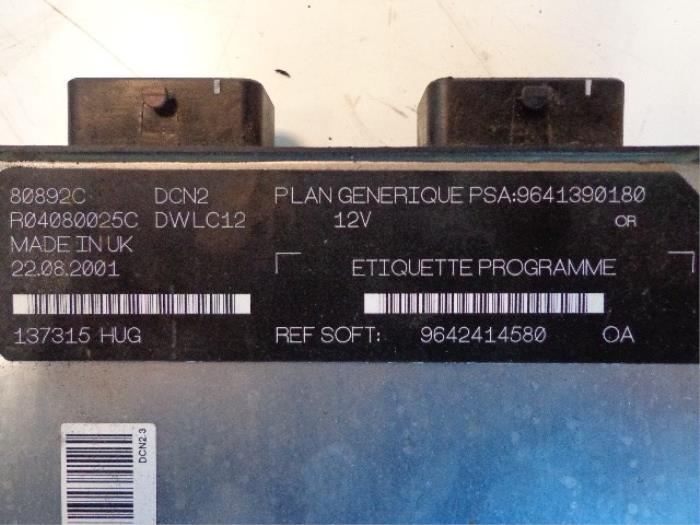 80892C DCN2 PLAN GENERIQUE PSA:9641390180
R04080025C DWLC12 12V OR
MADE IN UK
22.08.2001 ETIQUETTE PROGRAMME
137315 HUG REF SOFT: 9642414580 OA
DCN2.3